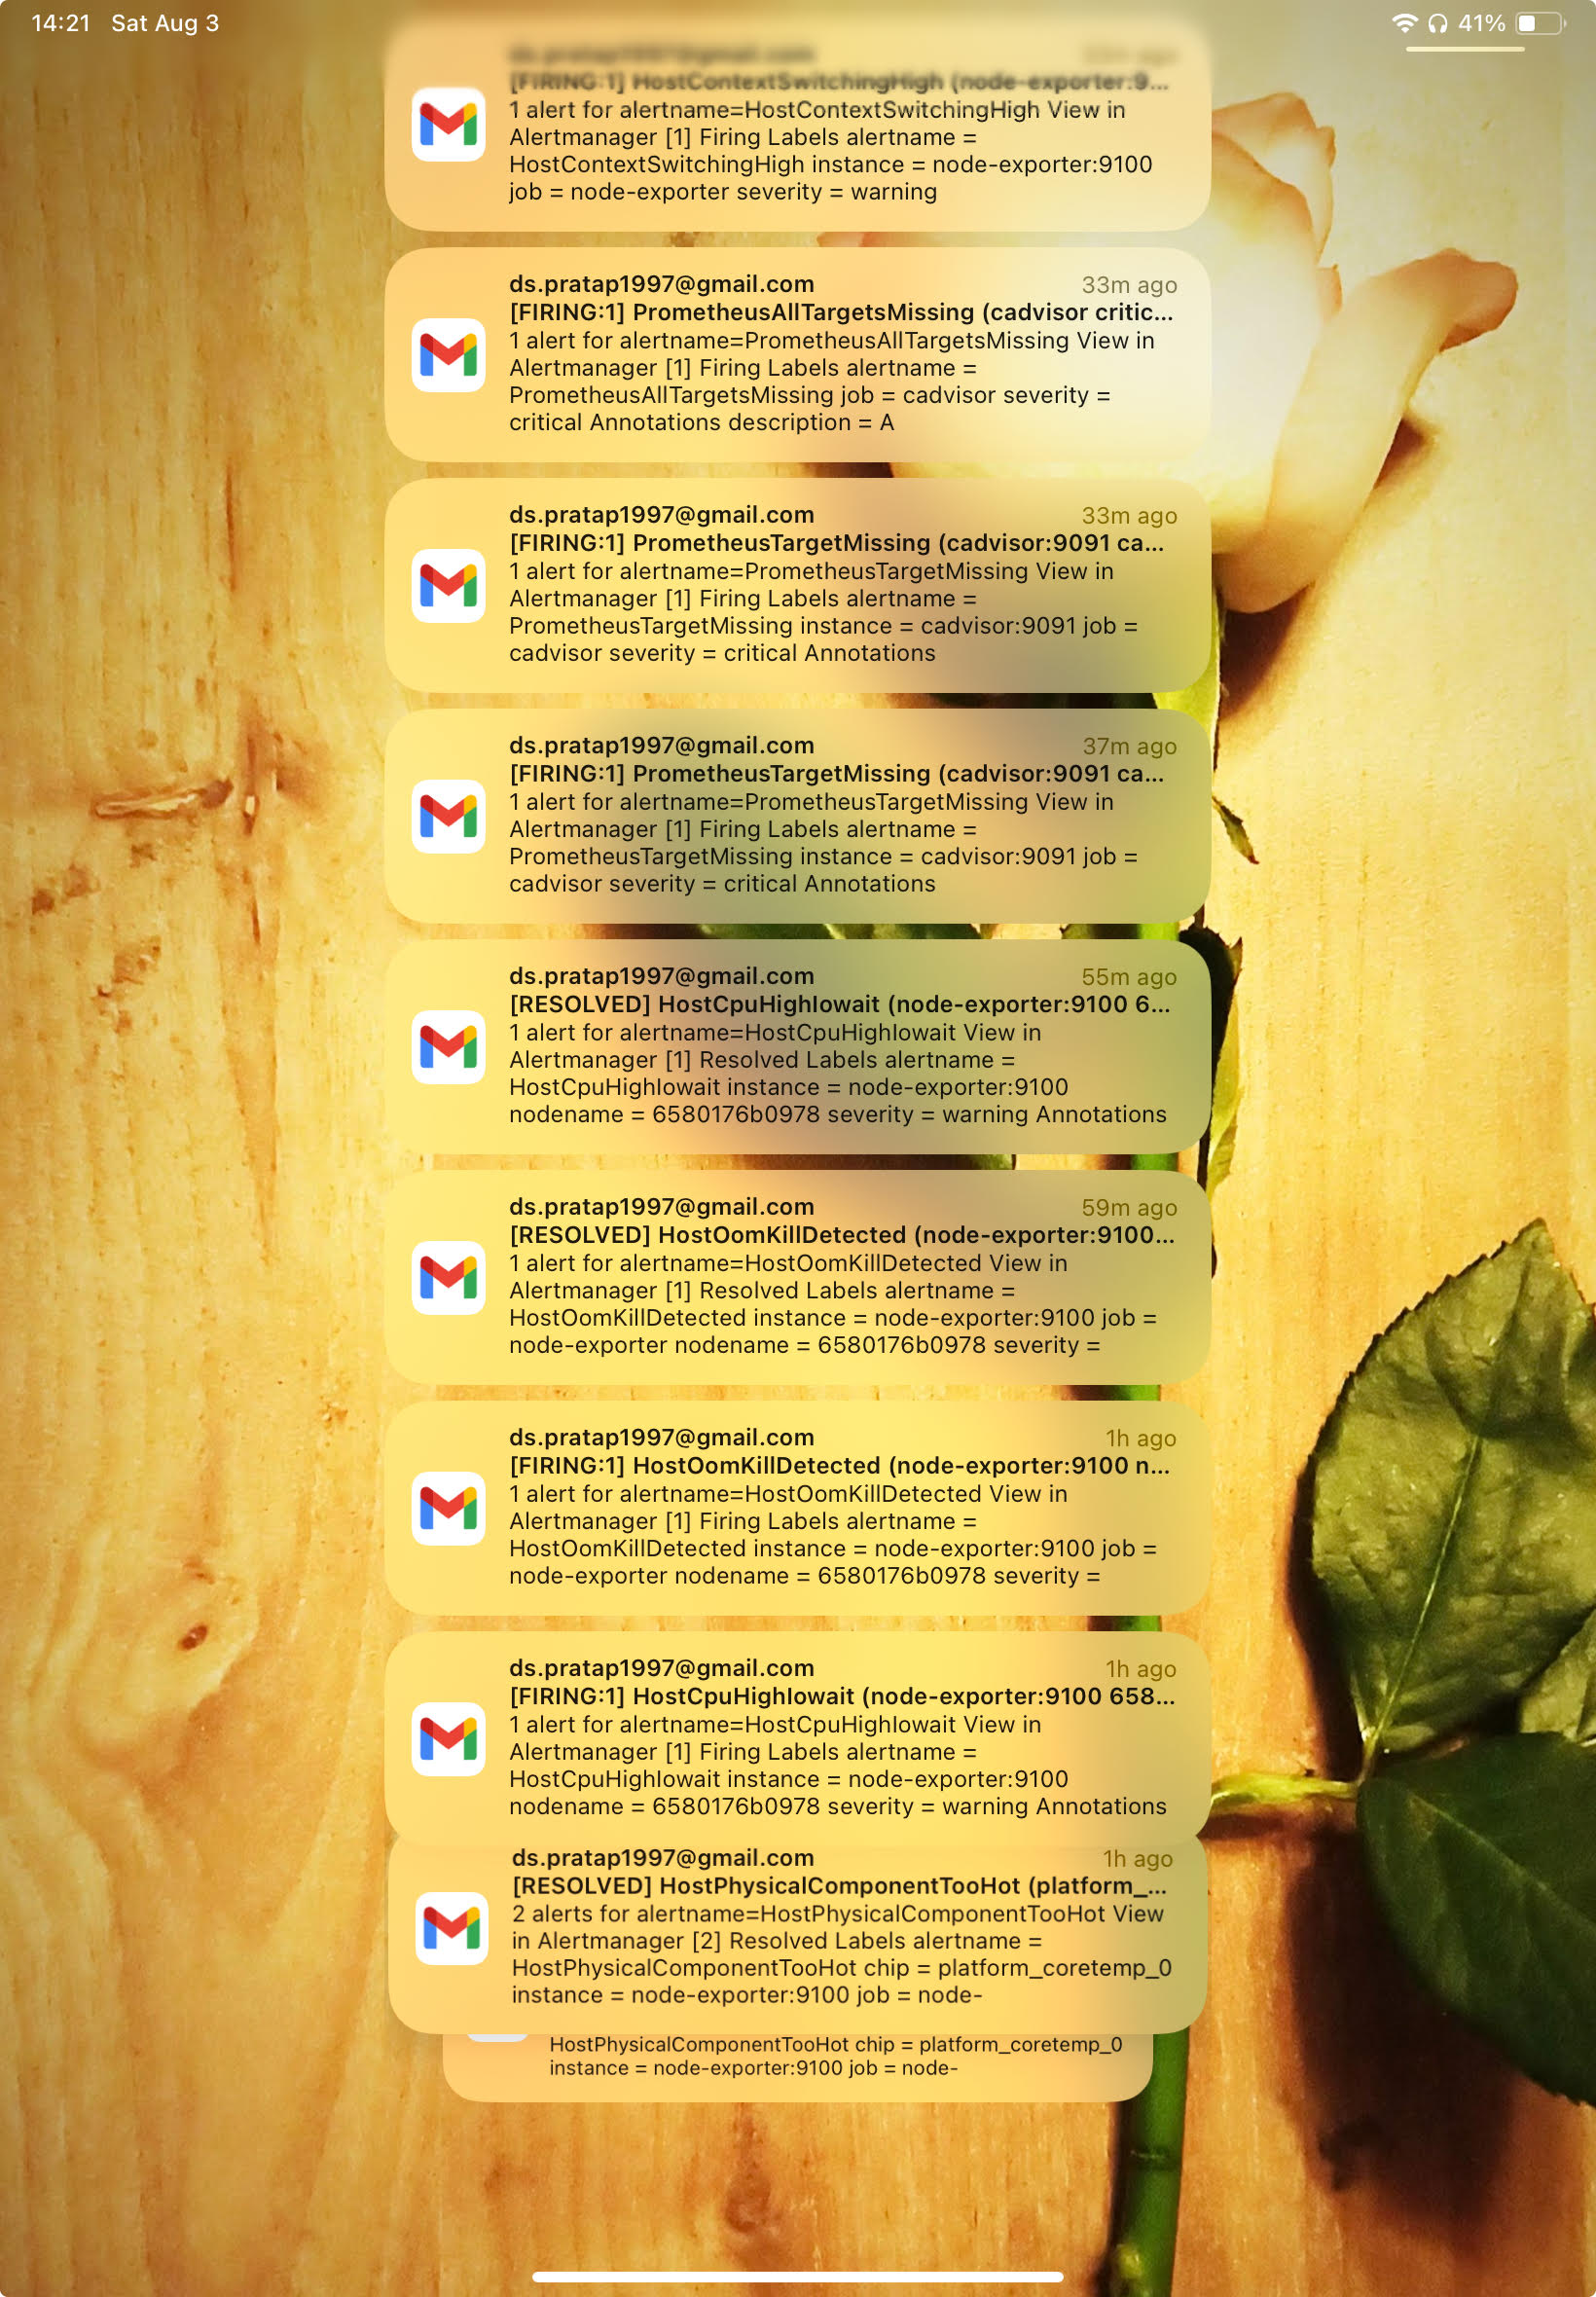 14:21 Sat Aug 3
41%
[FIRING:1] HostContextSwitchingHigh (node-exporter:9...
1 alert for alertname=HostContextSwitchingHigh View in
Alertmanager [1] Firing Labels alertname =
HostContextSwitchingHigh instance = node-exporter:9100
job = node-exporter severity = warning
ds.pratap1997@gmail.com 33m ago
[FIRING:1] PrometheusAllTargetsMissing (cadvisor critic...
1 alert for alertname=PrometheusAllTargetsMissing View in
Alertmanager [1] Firing Labels alertname =
PrometheusAllTargetsMissing job = cadvisor severity =
critical Annotations description = A
ds.pratap1997@gmail.com 33m ago
[FIRING:1] PrometheusTargetMissing (cadvisor:9091 ca...
1 alert for alertname=PrometheusTargetMissing View in
Alertmanager [1] Firing Labels alertname =
PrometheusTargetMissing instance = cadvisor:9091 job =
cadvisor severity = critical Annotations
ds.pratap1997@gmail.com 37m ago
[FIRING:1] PrometheusTargetMissing (cadvisor:9091 ca...
1 alert for alertname=PrometheusTargetMissing View in
Alertmanager [1] Firing Labels alertname =
PrometheusTargetMissing instance = cadvisor:9091 job =
cadvisor severity = critical Annotations
ds.pratap1997@gmail.com 55m ago
[RESOLVED] HostCpuHighIowait (node-exporter:9100 6...
1 alert for alertname=HostCpuHighIowait View in
Alertmanager [1] Resolved Labels alertname =
HostCpuHighIowait instance = node-exporter:9100
nodename = 6580176b0978 severity = warning Annotations
ds.pratap1997@gmail.com 59m ago
[RESOLVED] HostOomKillDetected (node-exporter:9100...
1 alert for alertname=HostOomKillDetected View in
Alertmanager [1] Resolved Labels alertname =
HostOomKillDetected instance = node-exporter:9100 job =
node-exporter nodename = 6580176b0978 severity =
ds.pratap1997@gmail.com 1h ago
[FIRING:1] HostOomKillDetected (node-exporter:9100 n...
1 alert for alertname=HostOomKillDetected View in
Alertmanager [1] Firing Labels alertname =
HostOomKillDetected instance = node-exporter:9100 job =
node-exporter nodename = 6580176b0978 severity =
ds.pratap1997@gmail.com 1h ago
[FIRING:1] HostCpuHighIowait (node-exporter:9100 658...
1 alert for alertname=HostCpuHighIowait View in
Alertmanager [1] Firing Labels alertname =
HostCpuHighIowait instance = node-exporter:9100
nodename = 6580176b0978 severity = warning Annotations
ds.pratap1997@gmail.com 1h ago
[RESOLVED] HostPhysicalComponentTooHot (platform_...
2 alerts for alertname=HostPhysicalComponentTooHot View
in Alertmanager [2] Resolved Labels alertname =
HostPhysicalComponentTooHot chip = platform_coretemp_0
instance = node-exporter:9100 job = node-
HostPhysicalComponentTooHot chip = platform_coretemp_0
instance = node-exporter:9100 job = node-